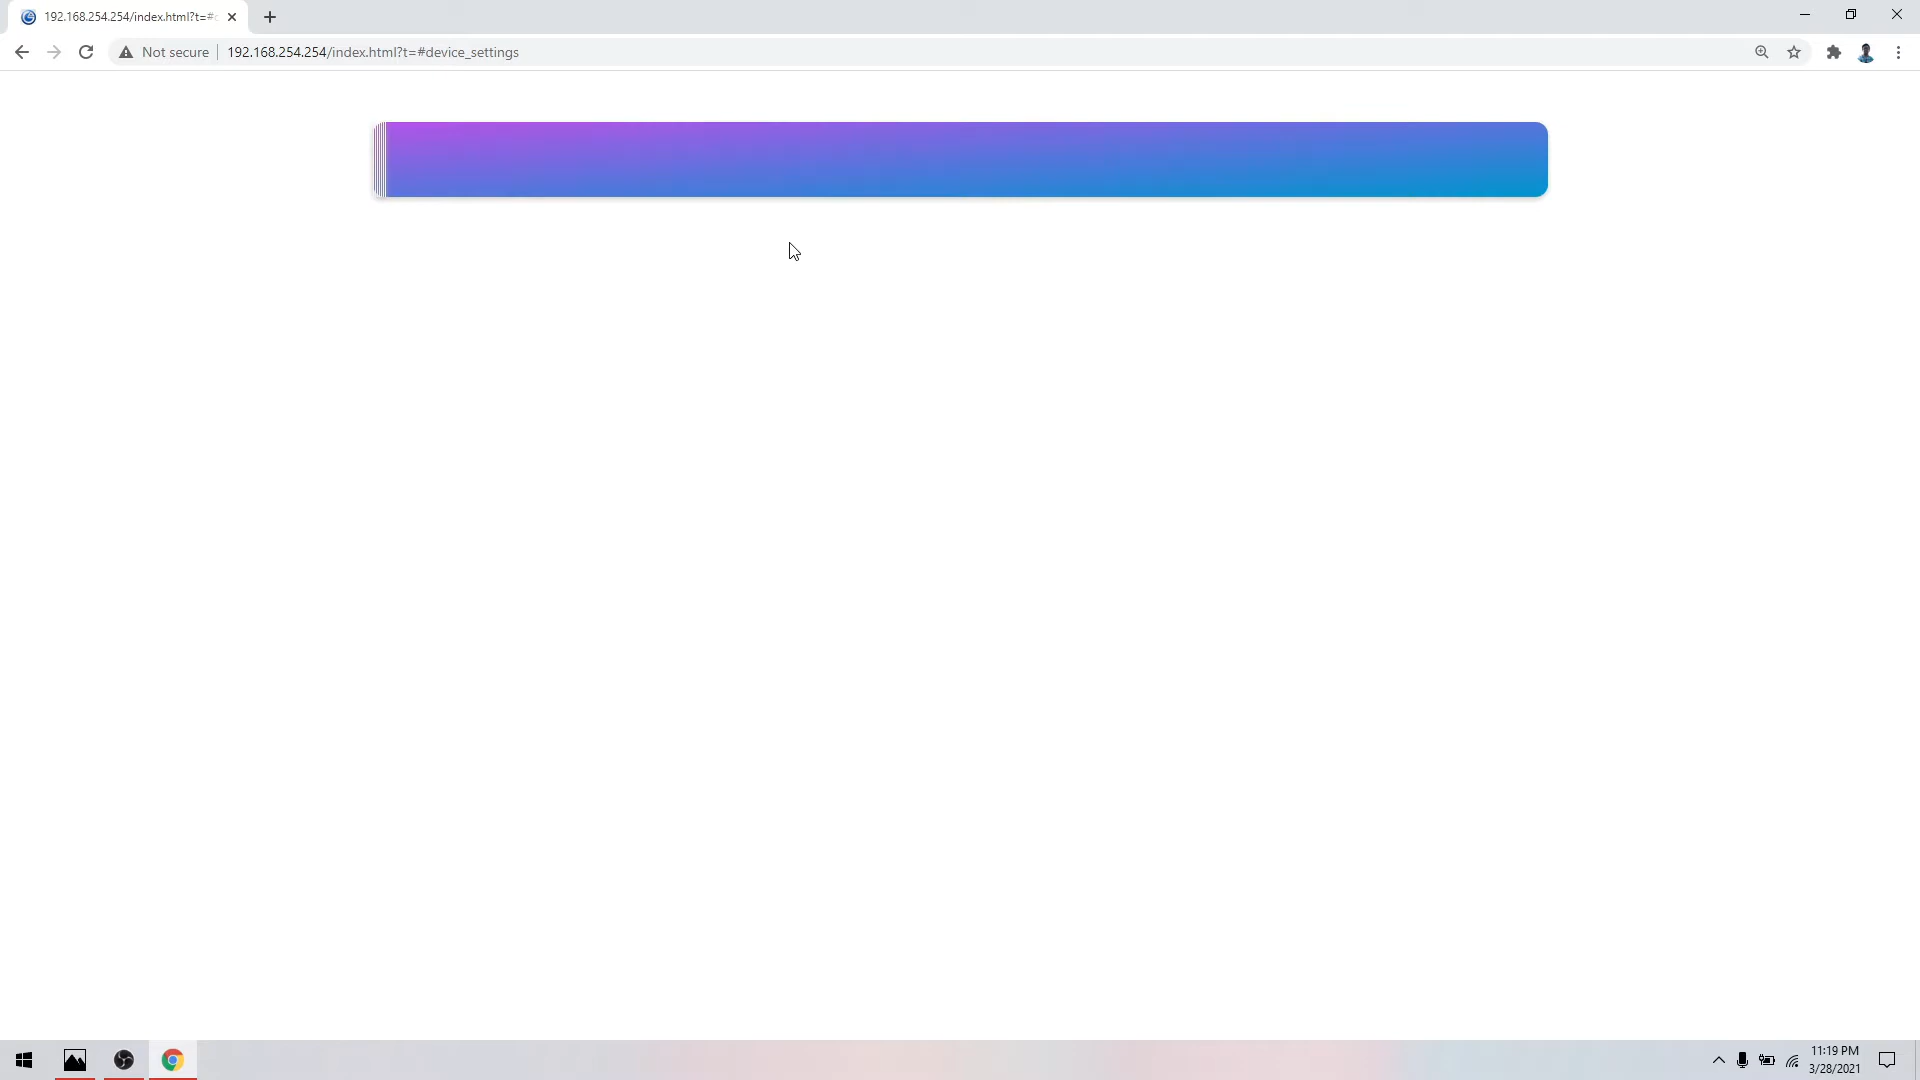 192.168.254.254/index.html?t=#
Not secure
192.168.254.254/index.html?t=#device_settings
11:19 PM
3/28/2021